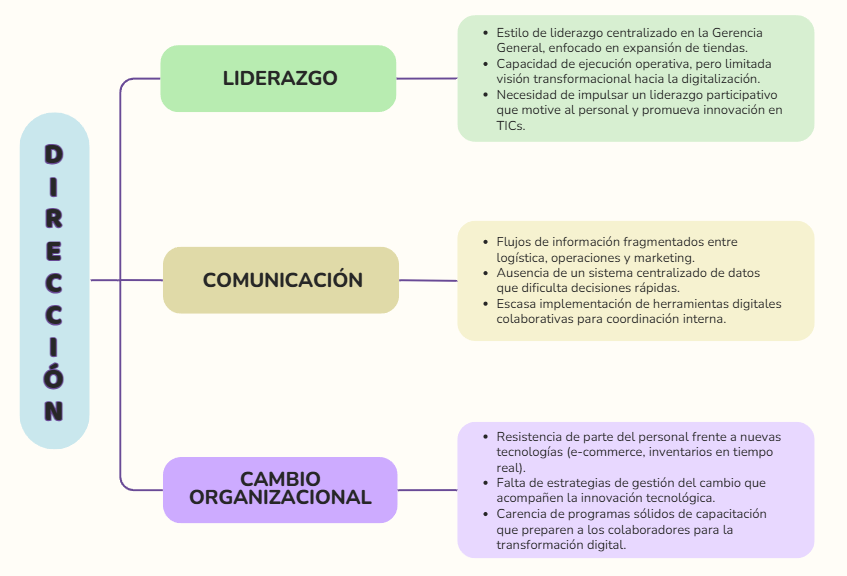 DIRECCIÓN
LIDERAZGO
• Estilo de liderazgo centralizado en la Gerencia
General, enfocado en expansión de tiendas.
• Capacidad de ejecución operativa, pero limitada
visión transformacional hacia la digitalización.
• Necesidad de impulsar un liderazgo participativo
que motive al personal y promueva innovación en
TICs.
COMUNICACIÓN
• Flujos de información fragmentados entre
logística, operaciones y marketing.
• Ausencia de un sistema centralizado de datos
que dificulta decisiones rápidas.
• Escasa implementación de herramientas digitales
colaborativas para coordinación interna.
CAMBIO
ORGANIZACIONAL
• Resistencia de parte del personal frente a nuevas
tecnologías (e-commerce, inventarios en tiempo
real).
• Falta de estrategias de gestión del cambio que
acompañen la innovación tecnológica.
• Carencia de programas sólidos de capacitación
que preparen a los colaboradores para la
transformación digital.